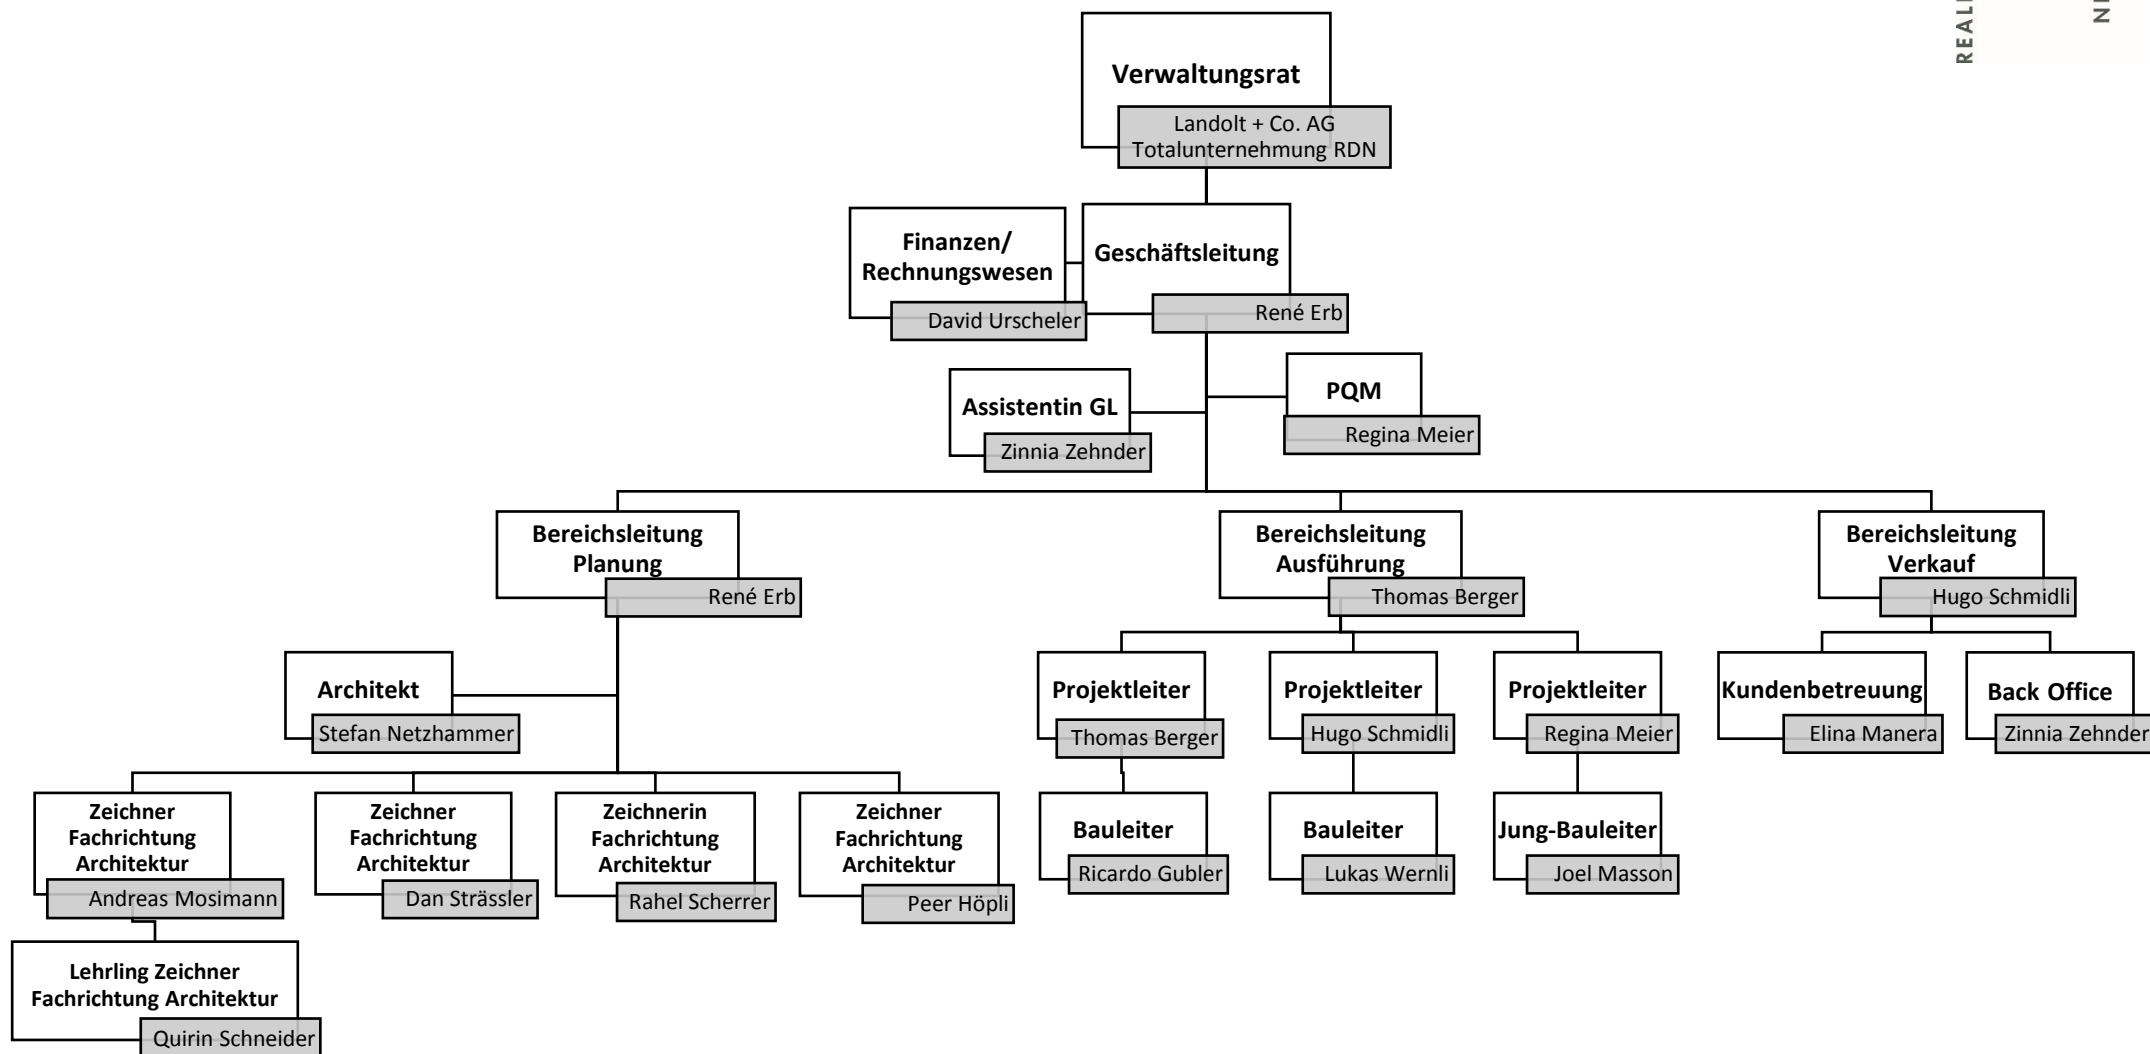 REALI
NI
Verwaltungsrat
Landolt + Co. AG
Totalunternehmung RDN
Finanzen/
Rechnungswesen
David Urscheler
Geschäftsleitung
René Erb
Assistentin GL
Zinnia Zehnder
PQM
Regina Meier
Bereichsleitung
Planung
René Erb
Bereichsleitung
Ausführung
Thomas Berger
Bereichsleitung
Verkauf
Hugo Schmidli
Architekt
Stefan Netzhammer
Projektleiter
Thomas Berger
Projektleiter
Hugo Schmidli
Projektleiter
Regina Meier
Kundenbetreuung
Elina Manera
Back Office
Zinnia Zehnder
Zeichner
Fachrichtung
Architektur
Andreas Mosimann
Zeichner
Fachrichtung
Architektur
Dan Strässler
Zeichnerin
Fachrichtung
Architektur
Rahel Scherrer
Zeichner
Fachrichtung
Architektur
Peer Höpli
Bauleiter
Ricardo Gubler
Bauleiter
Lukas Wernli
Jung-Bauleiter
Joel Masson
Lehrling Zeichner
Fachrichtung Architektur
Quirin Schneider